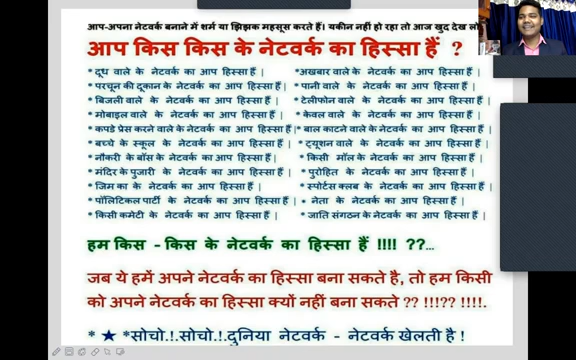 आप-अपना नेटवर्क बनाने में शर्म या झिझक महसूस करते हैं। यकीन नहीं हो रहा तो आज खुद देख लो
आप किस किस के नेटवर्क का हिस्सा हैं ?
* दूध वाले के नेटवर्क का आप हिस्सा हैं | *अखबार वाले के नेटवर्क का आप हिस्सा हैं |
* परचून की दूकान के नेटवर्क का आप हिस्सा हैं | * पानी वाले के नेटवर्क का आप हिस्सा हैं |
* बिजली वाले के नेटवर्क का आप हिस्सा हैं | * टेलीफोन वाले के नेटवर्क का आप हिस्सा हैं |
* मोबाइल वाले के नेटवर्क का आप हिस्सा हैं | * केवल वाले के नेटवर्क का आप हिस्सा हैं |
* कपड़े प्रेस करने वाले के नेटवर्क का आप हिस्सा हैं | * बाल काटने वाले के नेटवर्क का आप हिस्सा हैं |
* बच्चे के स्कूल के नेटवर्क का आप हिस्सा हैं | * ट्यूशन वाले के नेटवर्क का आप हिस्सा हैं |
* नौकरी के बॉस के नेटवर्क का आप हिस्सा हैं | * किसी मॉल के नेटवर्क का आप हिस्सा हैं |
* मंदिर के पुजारी के नेटवर्क का आप हिस्सा हैं | * पुरोहित के नेटवर्क का आप हिस्सा हैं |
* जिम का के नेटवर्क का आप हिस्सा हैं | * स्पोर्टस क्लब के नेटवर्क का आप हिस्सा हैं |
* पॉलिटिकल पार्टी के नेटवर्क का आप हिस्सा हैं | * नेता के नेटवर्क का आप हिस्सा हैं |
* किसी कमेटी के नेटवर्क का आप हिस्सा हैं | * जाति संगठन के नेटवर्क का आप हिस्सा हैं |
हम किस - किस के नेटवर्क का हिस्सा हैं !!!! ??...
जब ये हमें अपने नेटवर्क का हिस्सा बना सकते है, तो हम किसी
को अपने नेटवर्क का हिस्सा क्यों नहीं बना सकते ?? !!!?? !!!!.
* ★ *सोचो.!.सोचो.!.दुनिया नेटवर्क - नेटवर्क खेलती है !